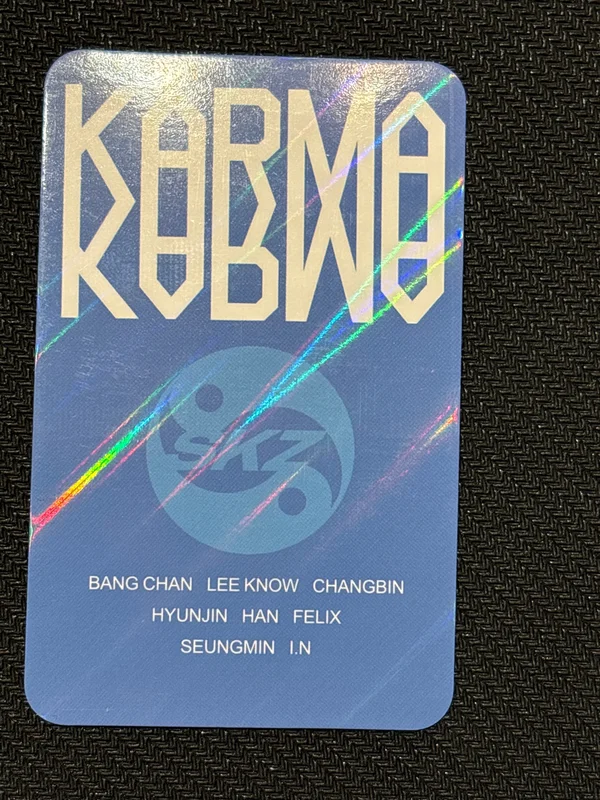 KARMA
SKZ
BANG CHAN LEE KNOW CHANGBIN
HYUNJIN HAN FELIX
SEUNGMIN I.N